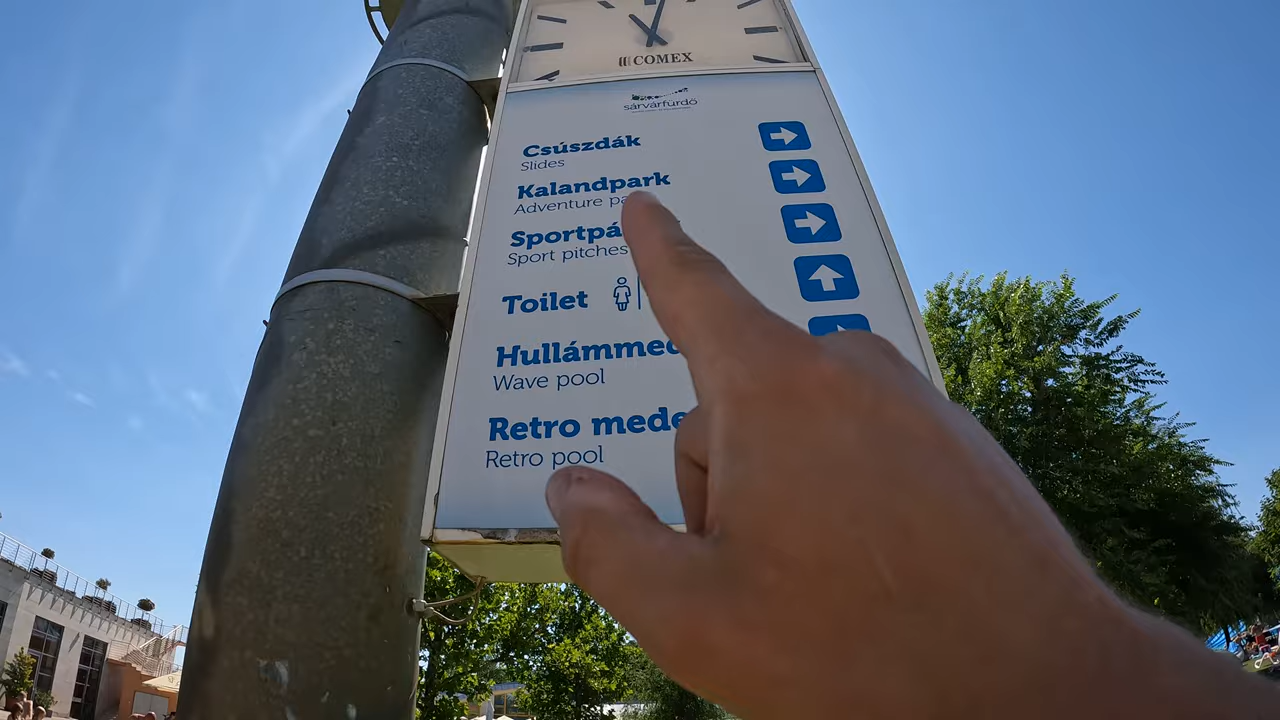 COMEX
sárvárfürdő
Csúszdák
Slides
Kalandpark
Adventure pa
Sportpá
Sport pitches
Toilet
Hullámmed
Wave pool
Retro mede
Retro pool